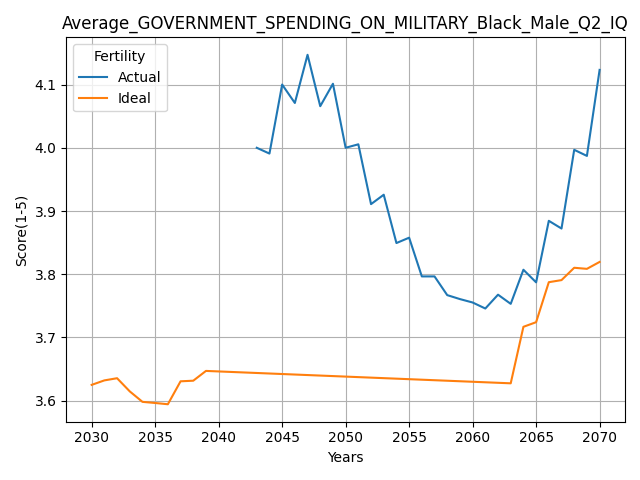 Average_GOVERNMENT_SPENDING_ON_MILITARY_Black_Male_Q2_IQ
Fertility
Actual
Ideal
Score(1-5)
4.1
4.0
3.9
3.8
3.7
3.6
2030 2035 2040 2045 2050 2055 2060 2065 2070
Years